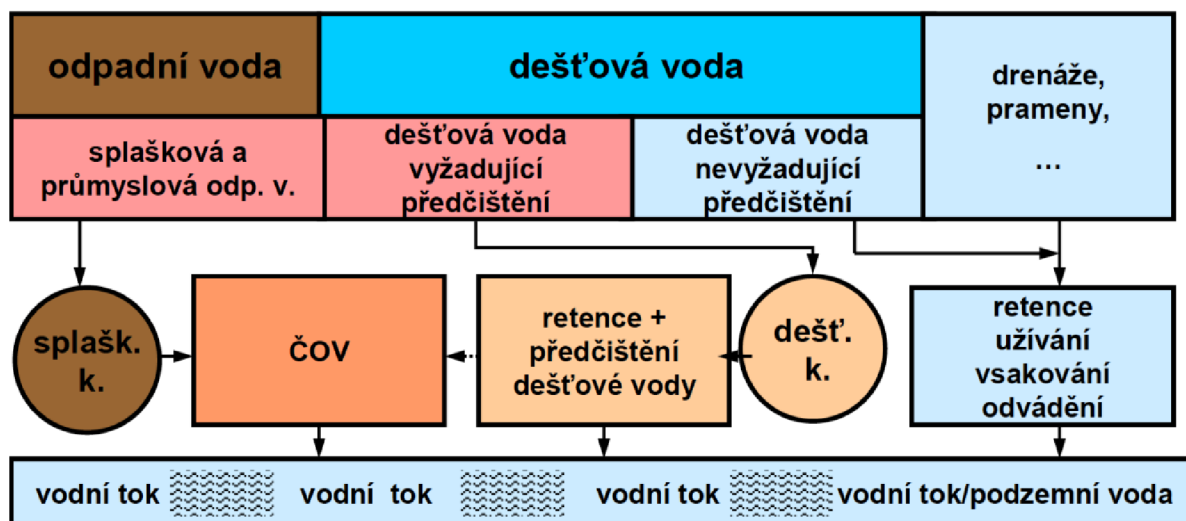 odpadní voda
dešťová voda
drenáže,
prameny,
...
splašková a
průmyslová odp. v.
dešťová voda
vyžadující
předčištění
dešťová voda
nevyžadující
předčištění
splašk.
k.
ČOV
retence +
předčištění
dešťové vody
dešť.
k.
retence
užívání
vsakování
odvádění
vodní tok
vodní tok
vodní tok
vodní tok/podzemní voda